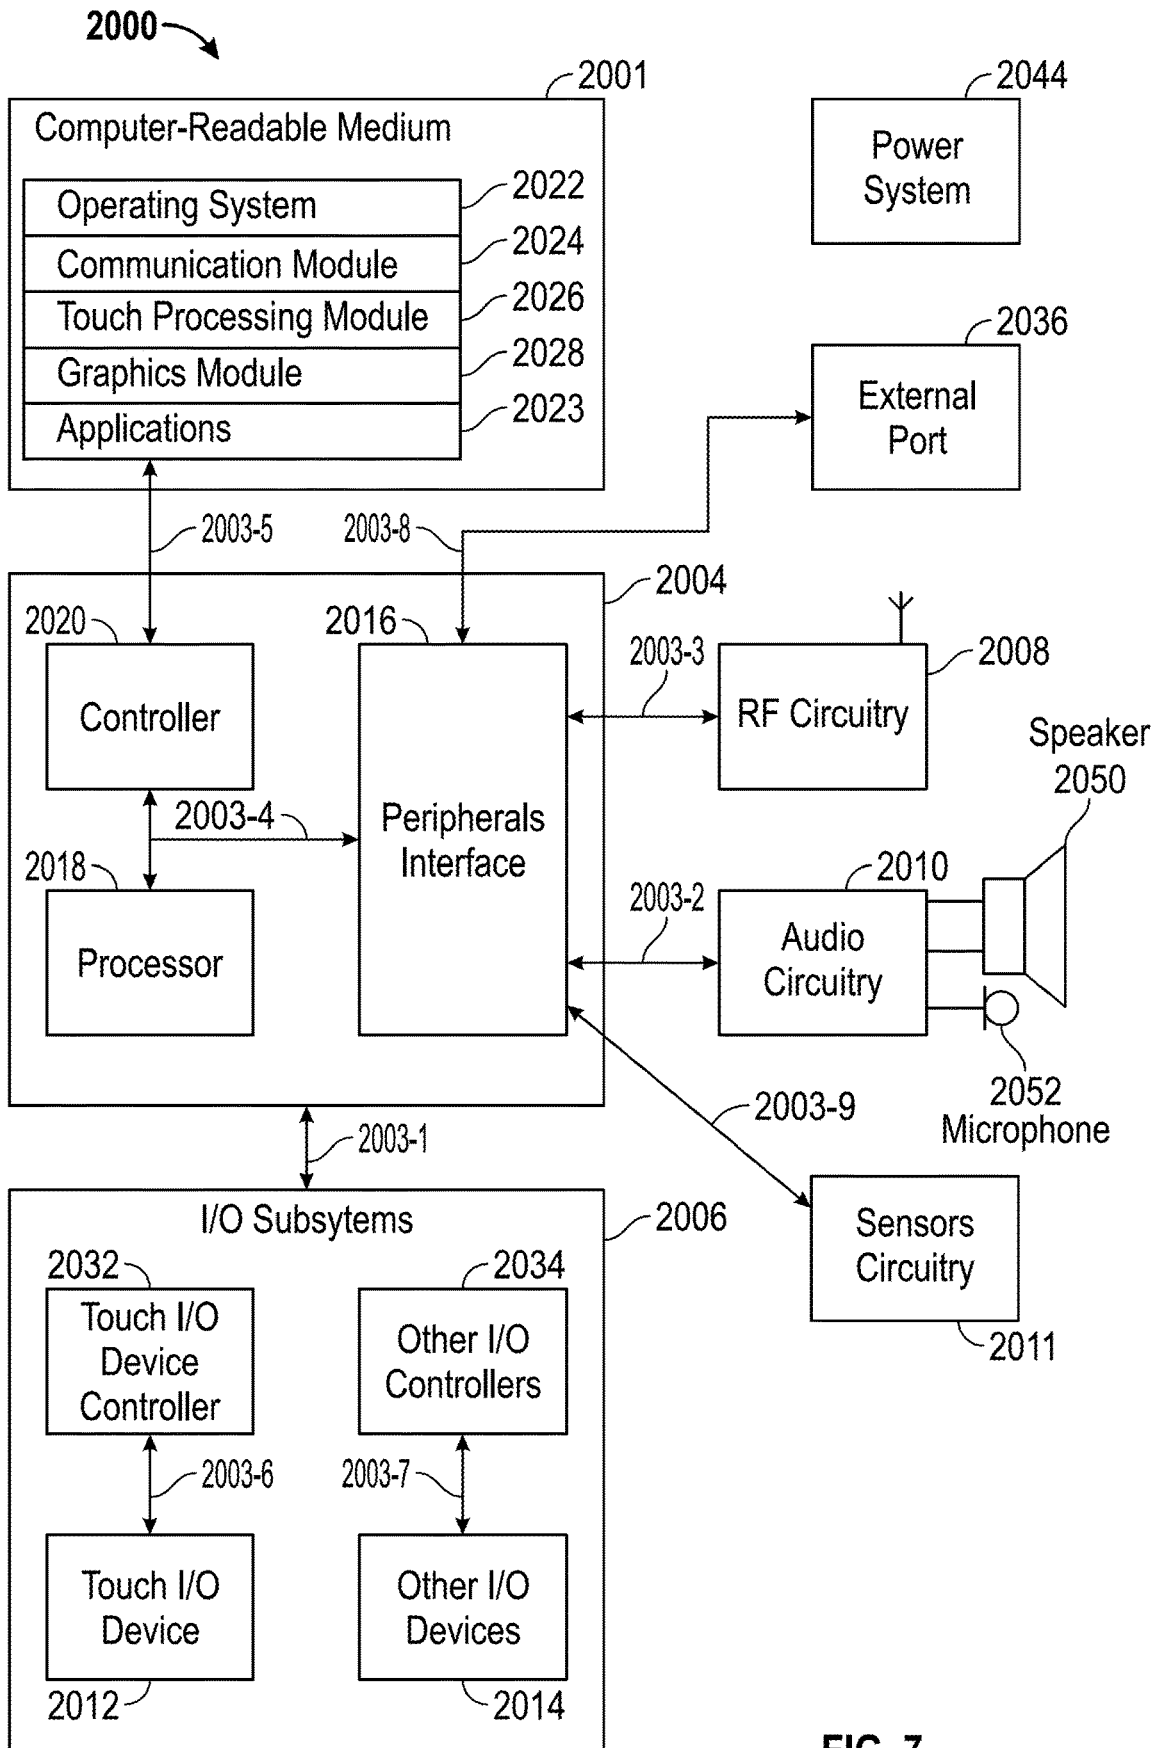 2000
2001
Computer-Readable Medium
Operating System
2022
Communication Module
2024
Touch Processing Module
2026
Graphics Module
2028
Applications
2023
2044
Power
System
2036
External
Port
2003-5
2003-8
2004
2020
Controller
2016
Peripherals
Interface
2003-4
2018
Processor
2003-3
2008
RF Circuitry
Speaker
2050
2003-2
2010
Audio
Circuitry
2052
Microphone
2003-9
2003-1
Sensors
Circuitry
2011
I/O Subsytems
2006
2032
Touch I/O
Device
Controller
2034
Other I/O
Controllers
2003-6
2003-7
Touch I/O
Device
2012
Other I/O
Devices
2014
FIG. 7